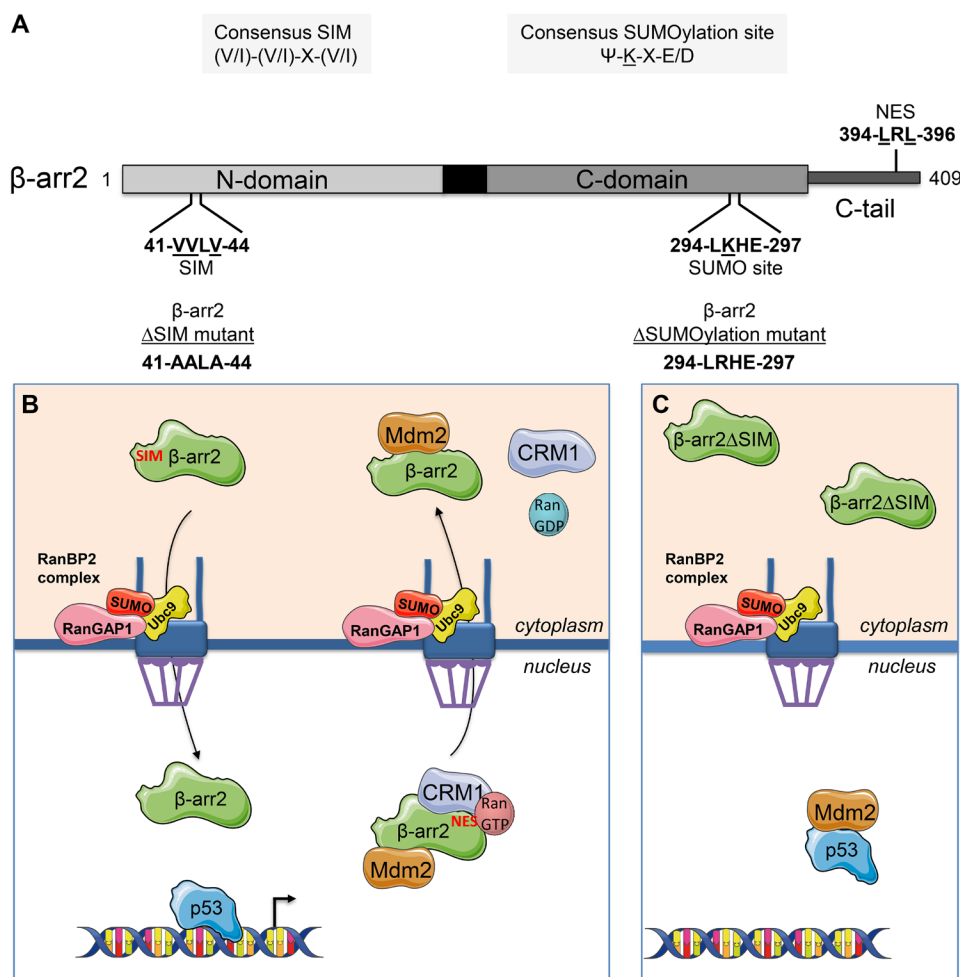 A
Consensus SIM
(V/I)-(V/I)-X-(V/I)
Consensus SUMOylation site
Ψ-K-X-E/D
NES
394-LRL-396
β-arr2 1 N-domain C-domain 409
C-tail
41-VVLV-44
SIM
294-LKHE-297
SUMO site
β-arr2
ΔSIM mutant
41-AALA-44
β-arr2
ΔSUMOylation mutant
294-LRHE-297
B
SIM β-arr2
Mdm2
β-arr2
CRM1
Ran
GDP
RanBP2
complex
SUMO
Ubc9
RanGAP1
SUMO
Ubc9
RanGAP1
cytoplasm
nucleus
β-arr2
CRM1
Ran
GTP
NES
β-arr2
Mdm2
p53
C
β-arr2ΔSIM
β-arr2ΔSIM
RanBP2
complex
SUMO
Ubc9
RanGAP1
cytoplasm
nucleus
Mdm2
p53